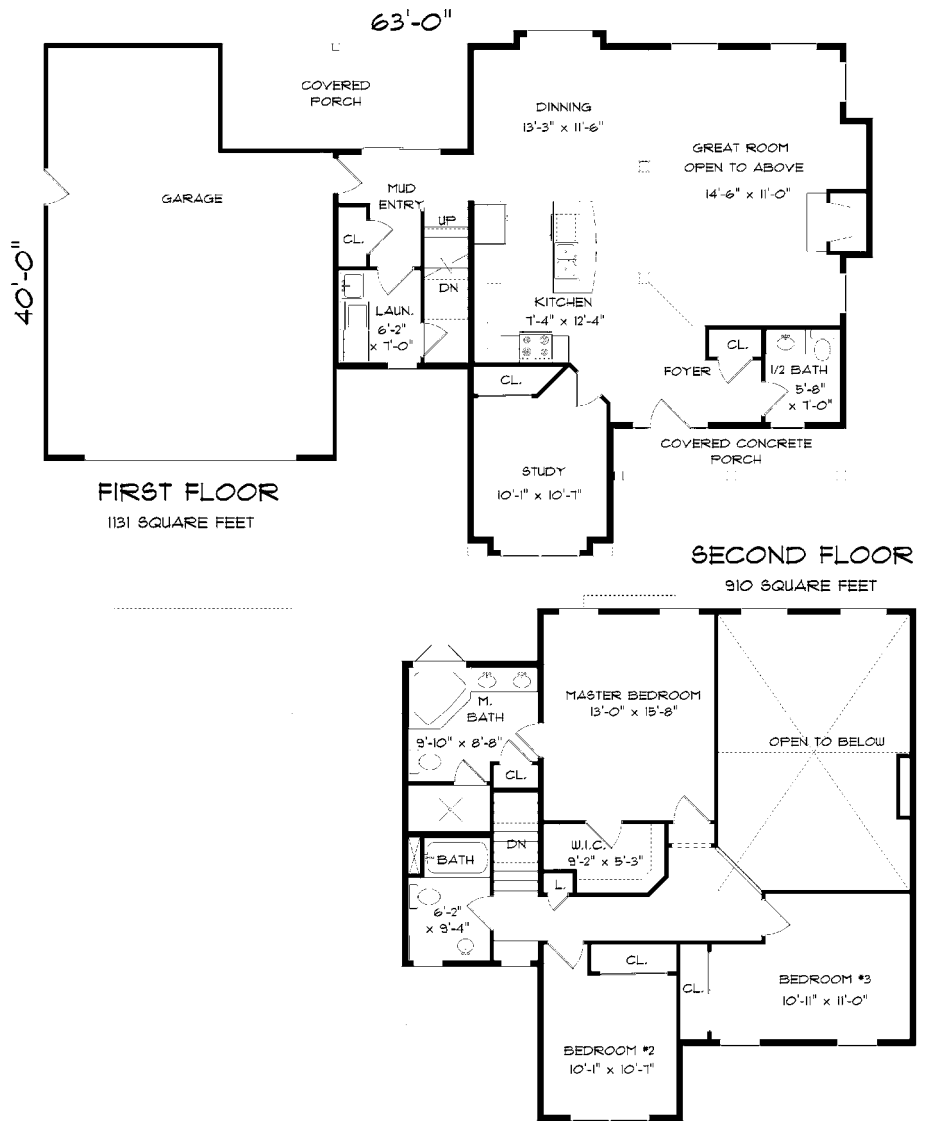 63'-0"
COVERED
PORCH
DINNING
13'-3" x 11'-6"
GREAT ROOM
OPEN TO ABOVE
14'-6" x 11'-0"
GARAGE
MUD
ENTRY
UP
CL.
40'-0"
DN
LAUN.
6'-2"
x 7'-0"
KITCHEN
7'-4" x 12'-4"
CL.
FOYER
1/2 BATH
5'-8"
x 7'-0"
CL.
COVERED CONCRETE
PORCH
STUDY
10'-1" x 10'-7"
FIRST FLOOR
1131 SQUARE FEET
SECOND FLOOR
910 SQUARE FEET
M.
BATH
9'-10" x 8'-8"
MASTER BEDROOM
13'-0" x 15'-8"
OPEN TO BELOW
CL.
DN
W.I.C.
9'-2" x 5'-3"
BATH
L.
6'-2"
x 9'-4"
CL.
CL.
BEDROOM #3
10'-11" x 11'-0"
BEDROOM #2
10'-1" x 10'-7"